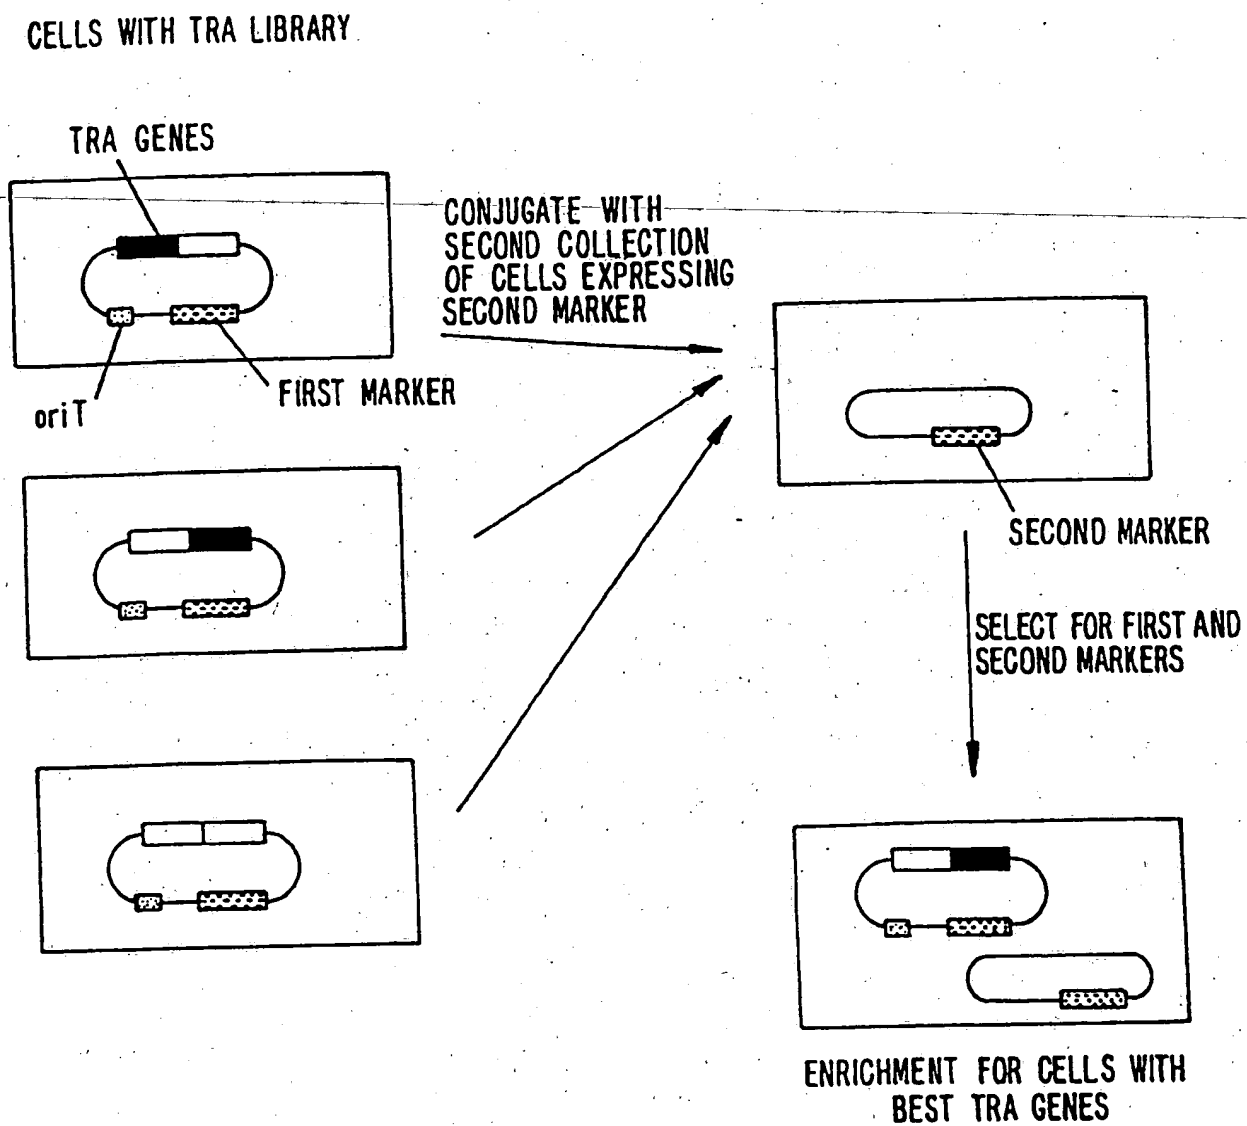 CELLS WITH TRA LIBRARY
TRA GENES
CONJUGATE WITH
SECOND COLLECTION
OF CELLS EXPRESSING
SECOND MARKER
oriT
FIRST MARKER
SECOND MARKER
SELECT FOR FIRST AND
SECOND MARKERS
ENRICHMENT FOR CELLS WITH
BEST TRA GENES